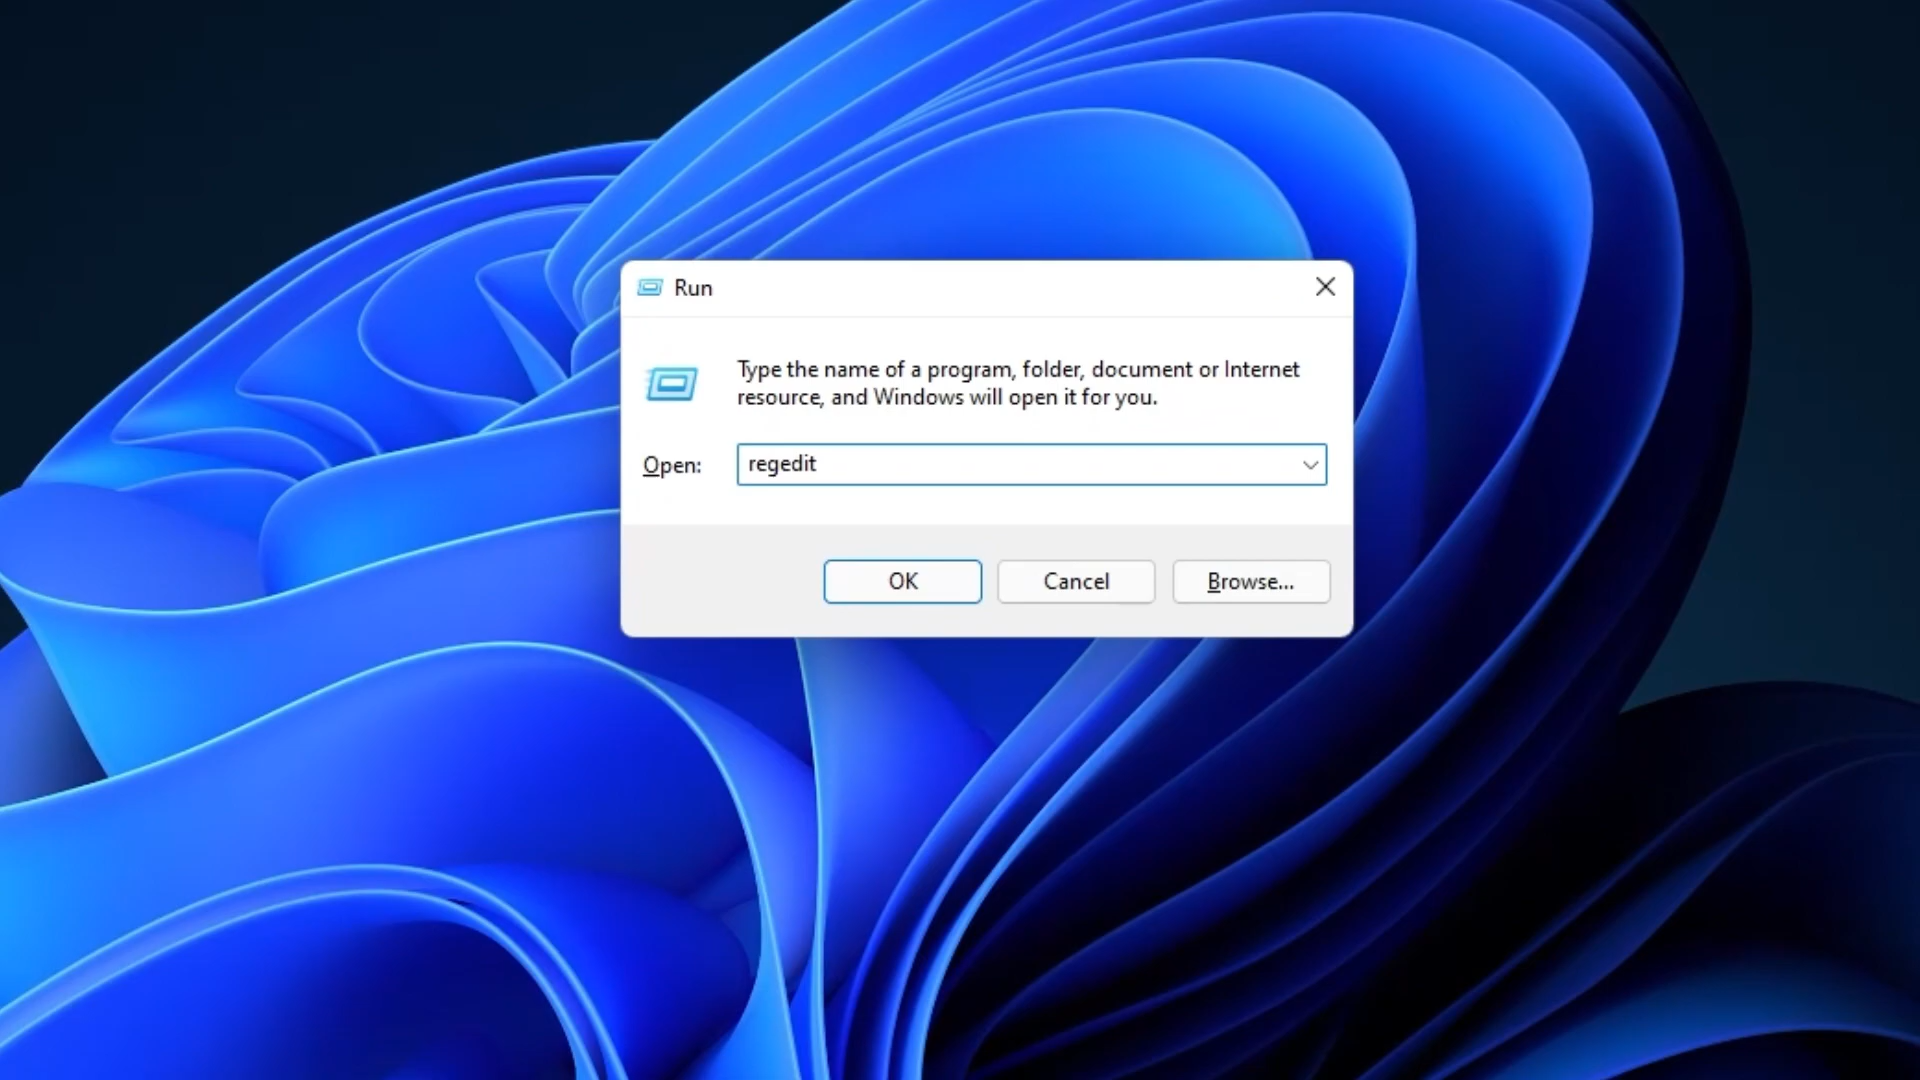 Run
Type the name of a program, folder, document or Internet
resource, and Windows will open it for you.
Open: regedit
OK Cancel Browse...